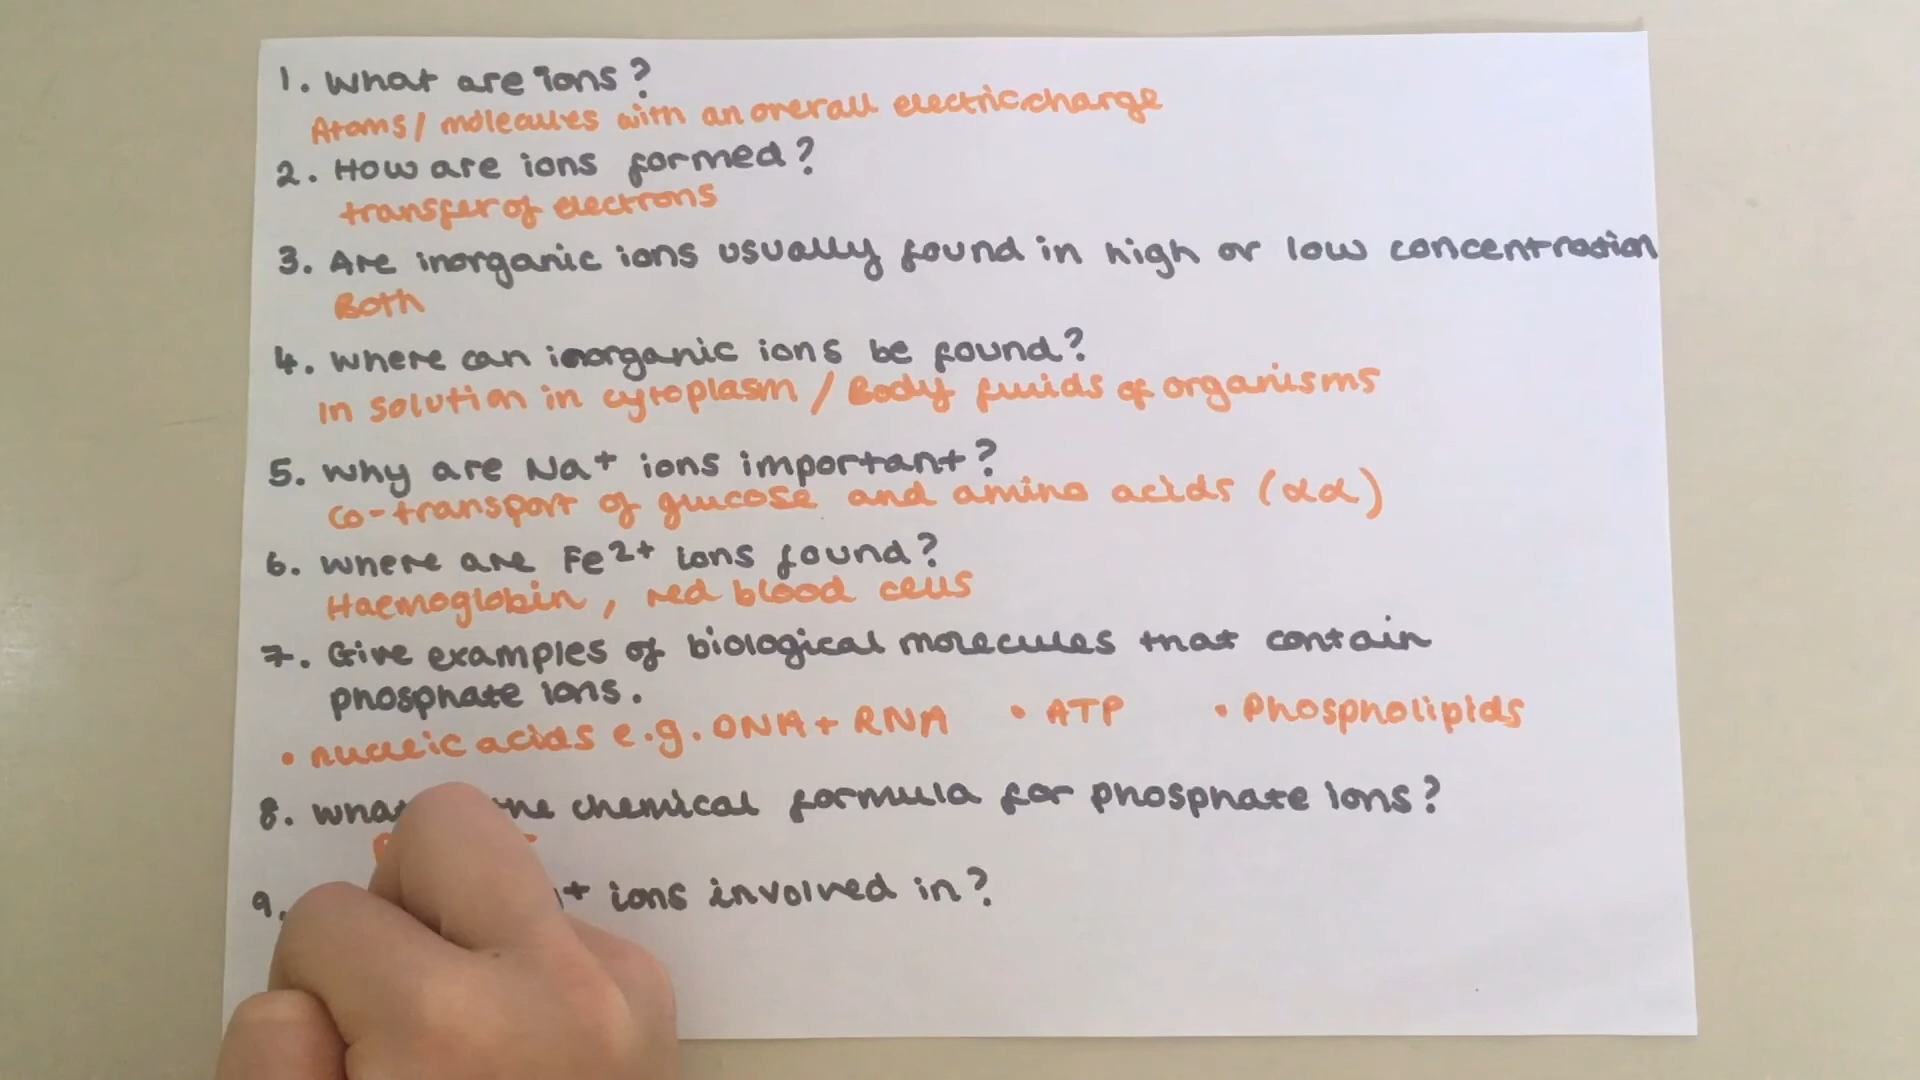 1. What are ions?
Atoms / molecules with an overall electric charge
2. How are ions formed?
transfer of electrons
3. Are inorganic ions usually found in high or low concentration
Both
4. Where can inorganic ions be found?
In solution in cytoplasm / Body fluids of organisms
5. Why are Na+ ions important?
Co-transport of glucose and amino acids (αα)
6. Where are Fe2+ ions found?
Haemoglobin, red blood cells
7. Give examples of biological molecules that contain
phosphate ions.
• nucleic acids e.g. DNA + RNA • ATP • Phospholipids
8. chemical formula for phosphate ions?
9. ions involved in?